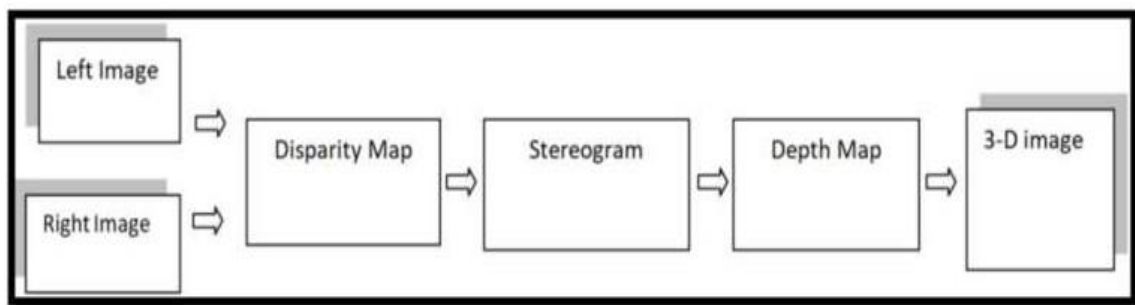 Left Image
Right Image
Disparity Map
Stereogram
Depth Map
3-D image